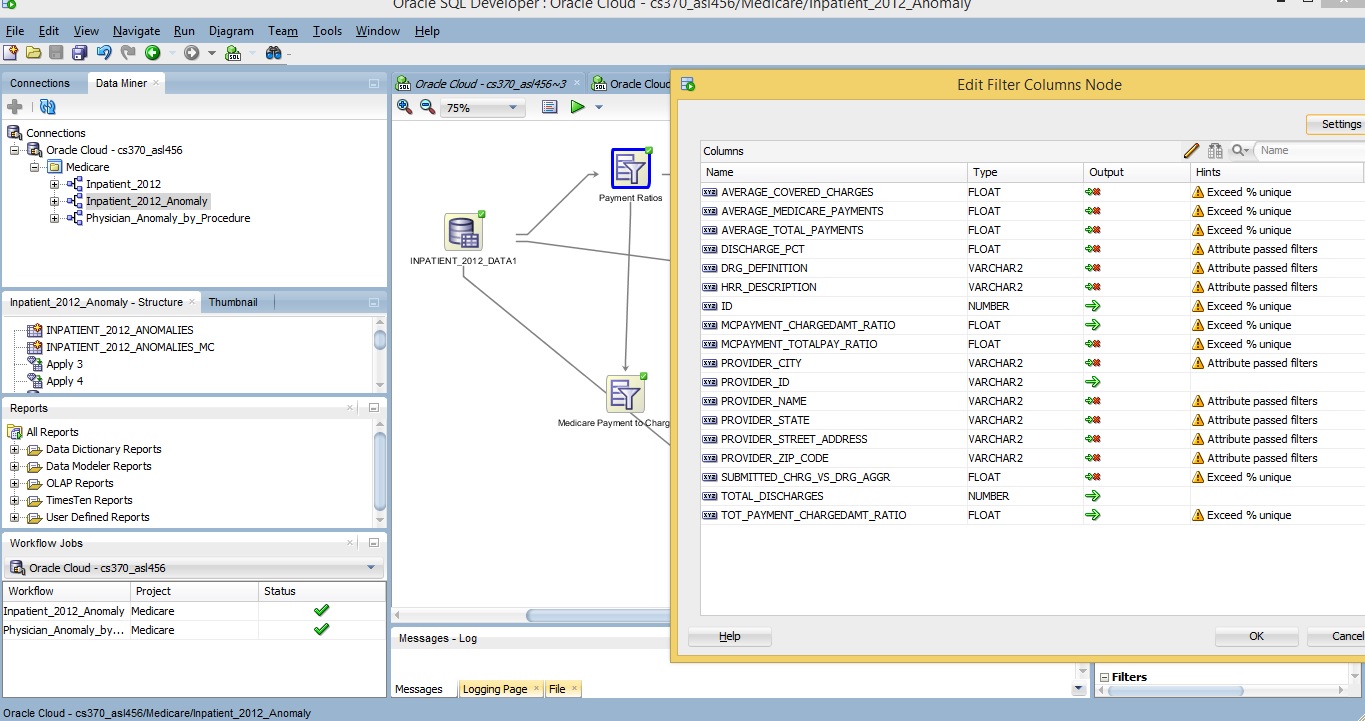 Oracle SQL Developer : Oracle Cloud - cs370_asl456/Medicare/Inpatient_2012_Anomaly
File Edit View Navigate Run Diagram Team Tools Window Help
Connections Data Miner
Connections
Oracle Cloud - cs370_asl456
Medicare
Inpatient_2012
Inpatient_2012_Anomaly
Physician_Anomaly_by_Procedure
Inpatient_2012_Anomaly - Structure Thumbnail
INPATIENT_2012_ANOMALIES
INPATIENT_2012_ANOMALIES_MC
Apply 3
Apply 4
Reports
All Reports
Data Dictionary Reports
Data Modeler Reports
OLAP Reports
TimesTen Reports
User Defined Reports
Workflow Jobs
Oracle Cloud - cs370_asl456
Workflow Project Status
Inpatient_2012_Anomaly Medicare
Physician_Anomaly_by... Medicare
Oracle Cloud - cs370_asl456~3 Oracle Cloud
75%
Payment Ratios
INPATIENT_2012_DATA1
Medicare Payment to Charg
Messages - Log
Messages Logging Page File
Edit Filter Columns Node
Settings
Columns Name
Name Type Output Hints
AVERAGE_COVERED_CHARGES FLOAT Exceed % unique
AVERAGE_MEDICARE_PAYMENTS FLOAT Exceed % unique
AVERAGE_TOTAL_PAYMENTS FLOAT Exceed % unique
DISCHARGE_PCT FLOAT Attribute passed filters
DRG_DEFINITION VARCHAR2 Attribute passed filters
HRR_DESCRIPTION VARCHAR2 Attribute passed filters
ID NUMBER Exceed % unique
MCPAYMENT_CHARGEDAMT_RATIO FLOAT Exceed % unique
MCPAYMENT_TOTALPAY_RATIO FLOAT Exceed % unique
PROVIDER_CITY VARCHAR2 Attribute passed filters
PROVIDER_ID VARCHAR2
PROVIDER_NAME VARCHAR2 Attribute passed filters
PROVIDER_STATE VARCHAR2 Attribute passed filters
PROVIDER_STREET_ADDRESS VARCHAR2 Attribute passed filters
PROVIDER_ZIP_CODE VARCHAR2 Attribute passed filters
SUBMITTED_CHRG_VS_DRG_AGGR FLOAT Exceed % unique
TOTAL_DISCHARGES NUMBER
TOT_PAYMENT_CHARGEDAMT_RATIO FLOAT Exceed % unique
Help OK Cancel
Filters
Oracle Cloud - cs370_asl456/Medicare/Inpatient_2012_Anomaly